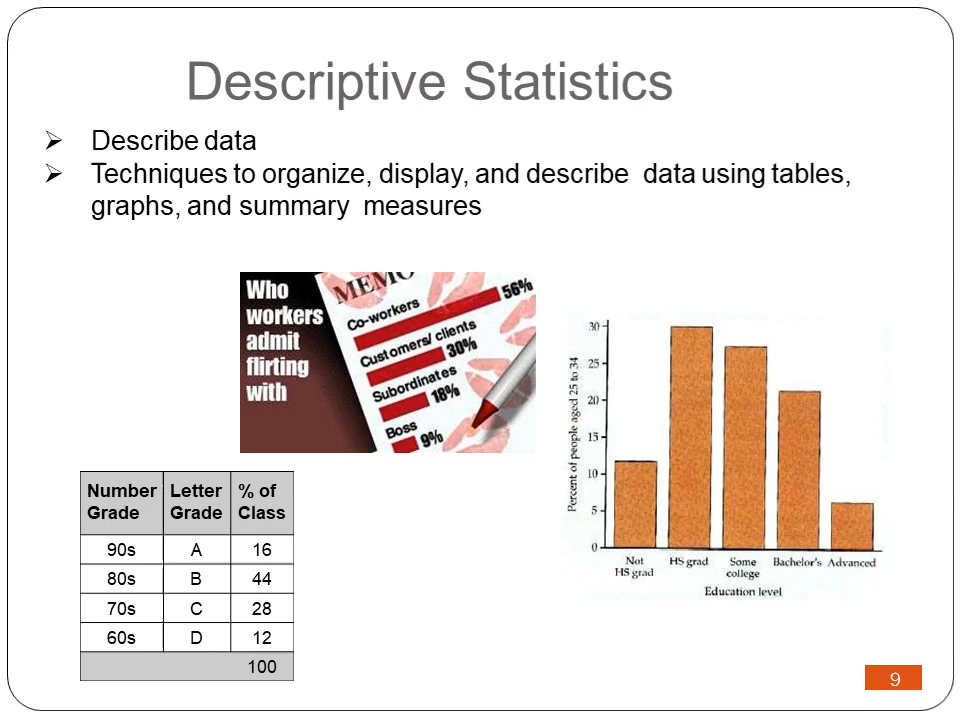 Descriptive Statistics
➢ Describe data
➢ Techniques to organize, display, and describe data using tables,
graphs, and summary measures
Who
workers
admit
flirting
with
MEMO
Co-workers
56%
Customers/ clients
30%
Subordinates
18%
Boss
9%
Percent of people aged 25 to 34
30
25
20
15
10
5
0
Not
HS grad
HS grad
Some
college
Bachelor's
Advanced
Education level
Number Grade Letter Grade % of Class
90s A 16
80s B 44
70s C 28
60s D 12
100
9